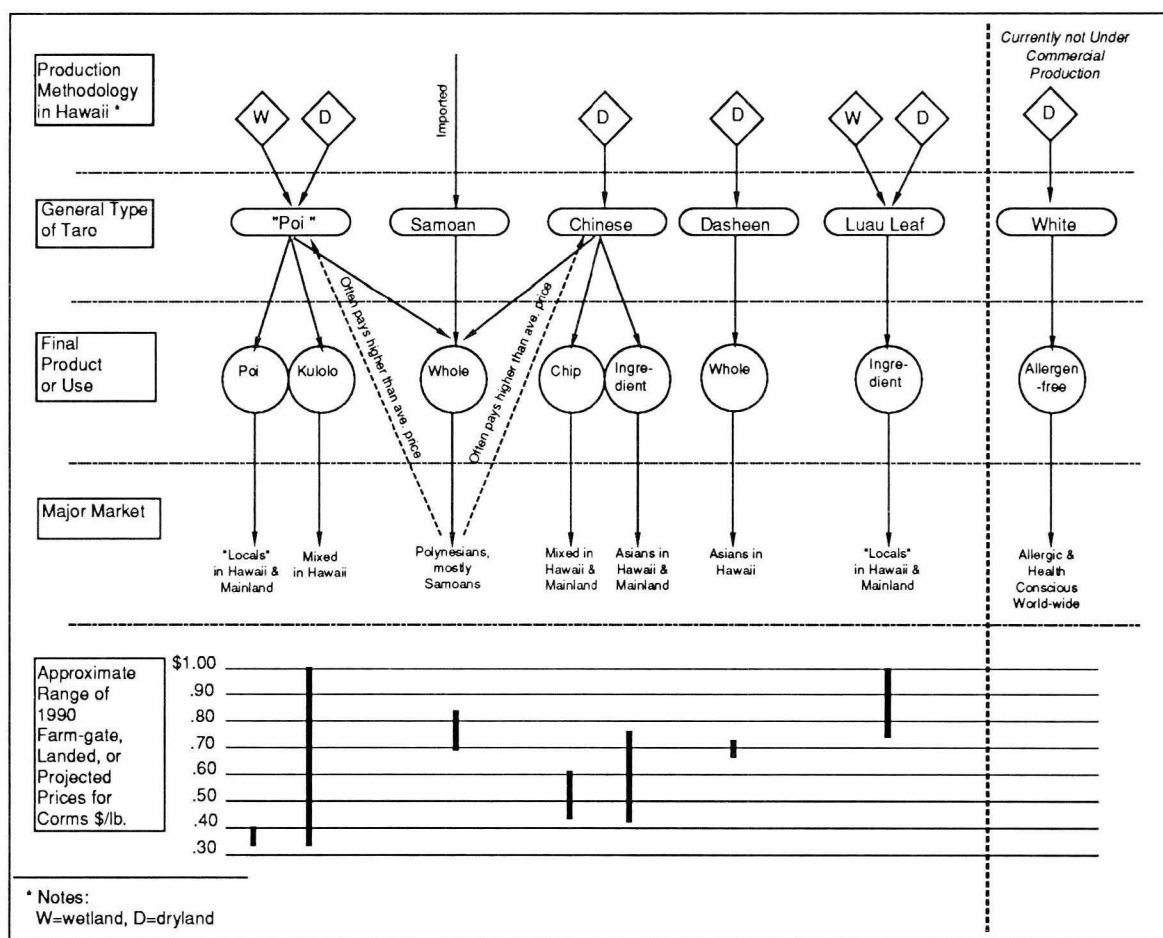 Currently not Under
Commercial
Production
Production
Methodology
in Hawaii *
W
D
Imported
D
D
W
D
D
General Type
of Taro
"Poi "
Samoan
Chinese
Dasheen
Luau Leaf
White
Often pays higher than ave. price
Often pays higher than ave. price
Final
Product
or Use
Poi
Kulolo
Whole
Chip
Ingre-
dient
Whole
Ingre-
dient
Allergen
-free
Major Market
"Locals"
in Hawaii &
Mainland
Mixed
in Hawaii
Polynesians,
mostly
Samoans
Mixed in
Hawaii &
Mainland
Asians in
Hawaii &
Mainland
Asians in
Hawaii
"Locals"
in Hawaii &
Mainland
Allergic &
Health
Conscious
World-wide
Approximate
Range of
1990
Farm-gate,
Landed, or
Projected
Prices for
Corms $/lb.
$1.00
.90
.80
.70
.60
.50
.40
.30
* Notes:
W=wetland, D=dryland